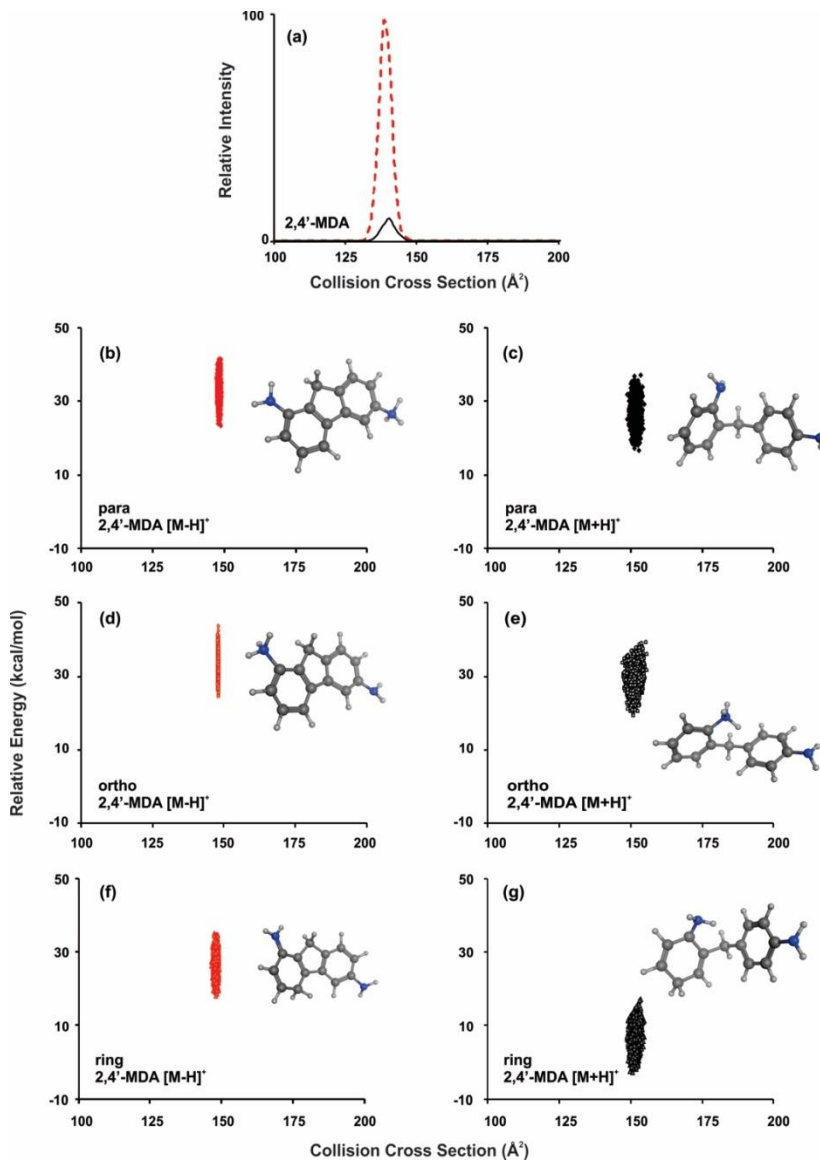 100
(a)
Relative Intensity
2,4'-MDA
0
100 125 150 175 200
Collision Cross Section (Å²)
50
30
10
-10
(b)
para
2,4'-MDA [M-H]⁺
100 125 150 175 200
50
30
10
-10
(c)
para
2,4'-MDA [M+H]⁺
100 125 150 175 200
Relative Energy (kcal/mol)
50
30
10
-10
(d)
ortho
2,4'-MDA [M-H]⁺
100 125 150 175 200
50
30
10
-10
(e)
ortho
2,4'-MDA [M+H]⁺
100 125 150 175 200
50
30
10
-10
(f)
ring
2,4'-MDA [M-H]⁺
100 125 150 175 200
50
30
10
-10
(g)
ring
2,4'-MDA [M+H]⁺
100 125 150 175 200
Collision Cross Section (Å²)